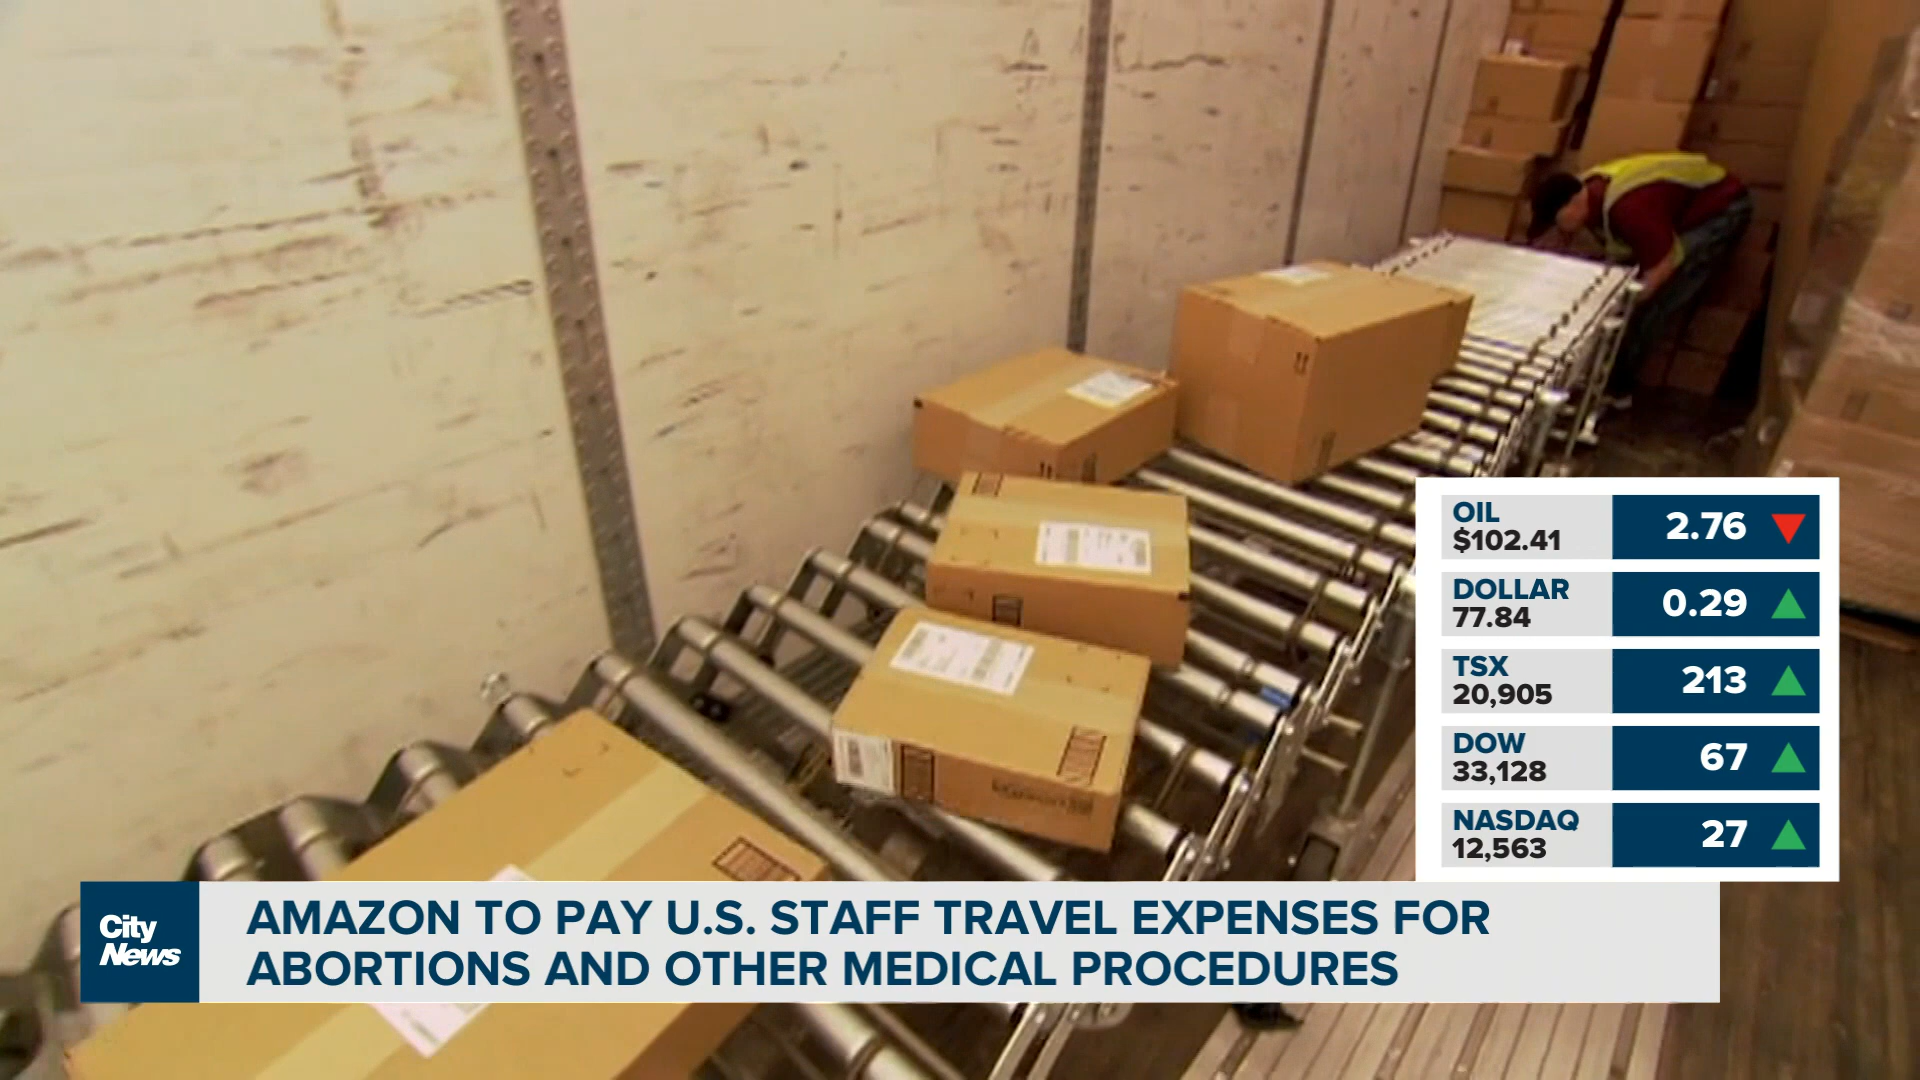 OIL
$102.41
2.76
DOLLAR
77.84
0.29
TSX
20,905
213
DOW
33,128
67
NASDAQ
12,563
27
City
News
AMAZON TO PAY U.S. STAFF TRAVEL EXPENSES FOR
ABORTIONS AND OTHER MEDICAL PROCEDURES